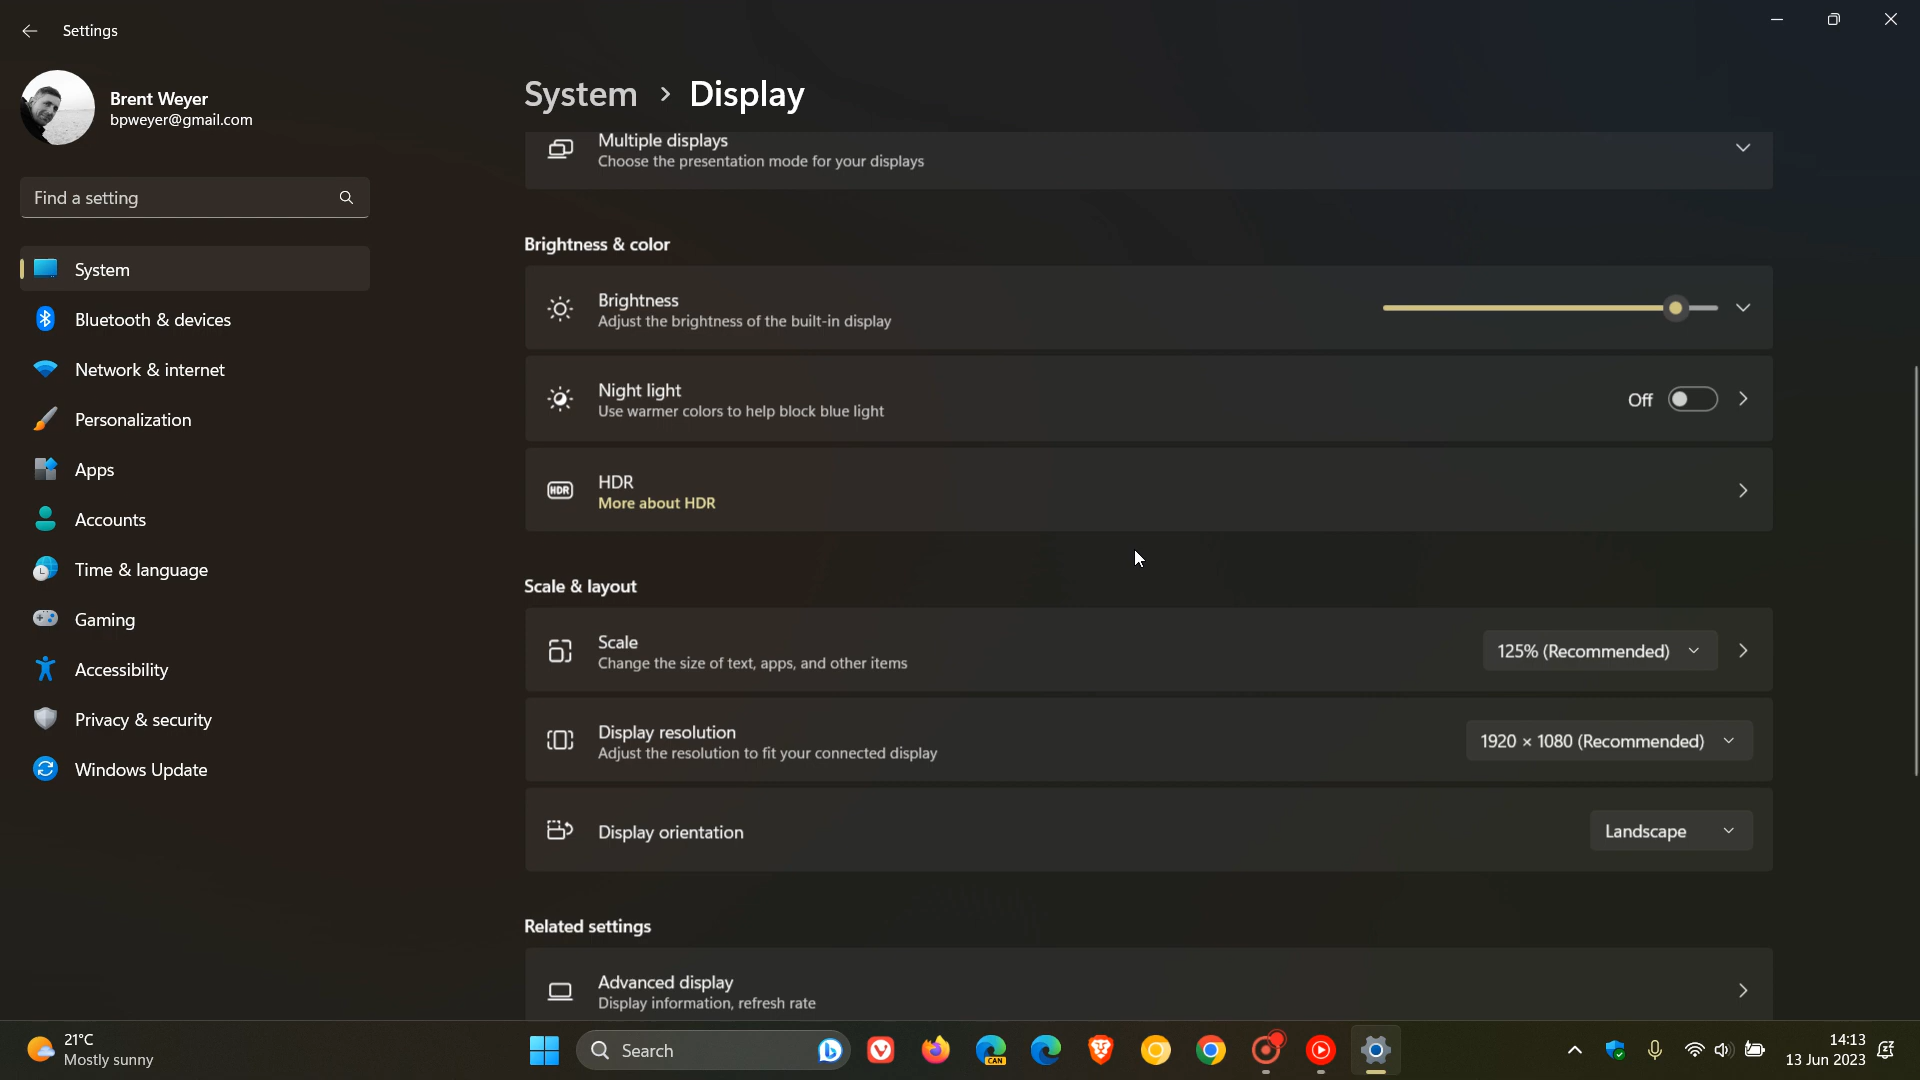 Settings
Brent Weyer
bpweyer@gmail.com
Find a setting
System
Bluetooth & devices
Network & internet
Personalization
Apps
Accounts
Time & language
Gaming
Accessibility
Privacy & security
Windows Update
System > Display
Multiple displays
Choose the presentation mode for your displays
Brightness & color
Brightness
Adjust the brightness of the built-in display
Night light
Use warmer colors to help block blue light
Off
HDR
HDR
More about HDR
Scale & layout
Scale
Change the size of text, apps, and other items
125% (Recommended)
Display resolution
Adjust the resolution to fit your connected display
1920 × 1080 (Recommended)
Display orientation
Landscape
Related settings
Advanced display
Display information, refresh rate
21°C
Mostly sunny
Search
CAN
14:13
13 Jun 2023